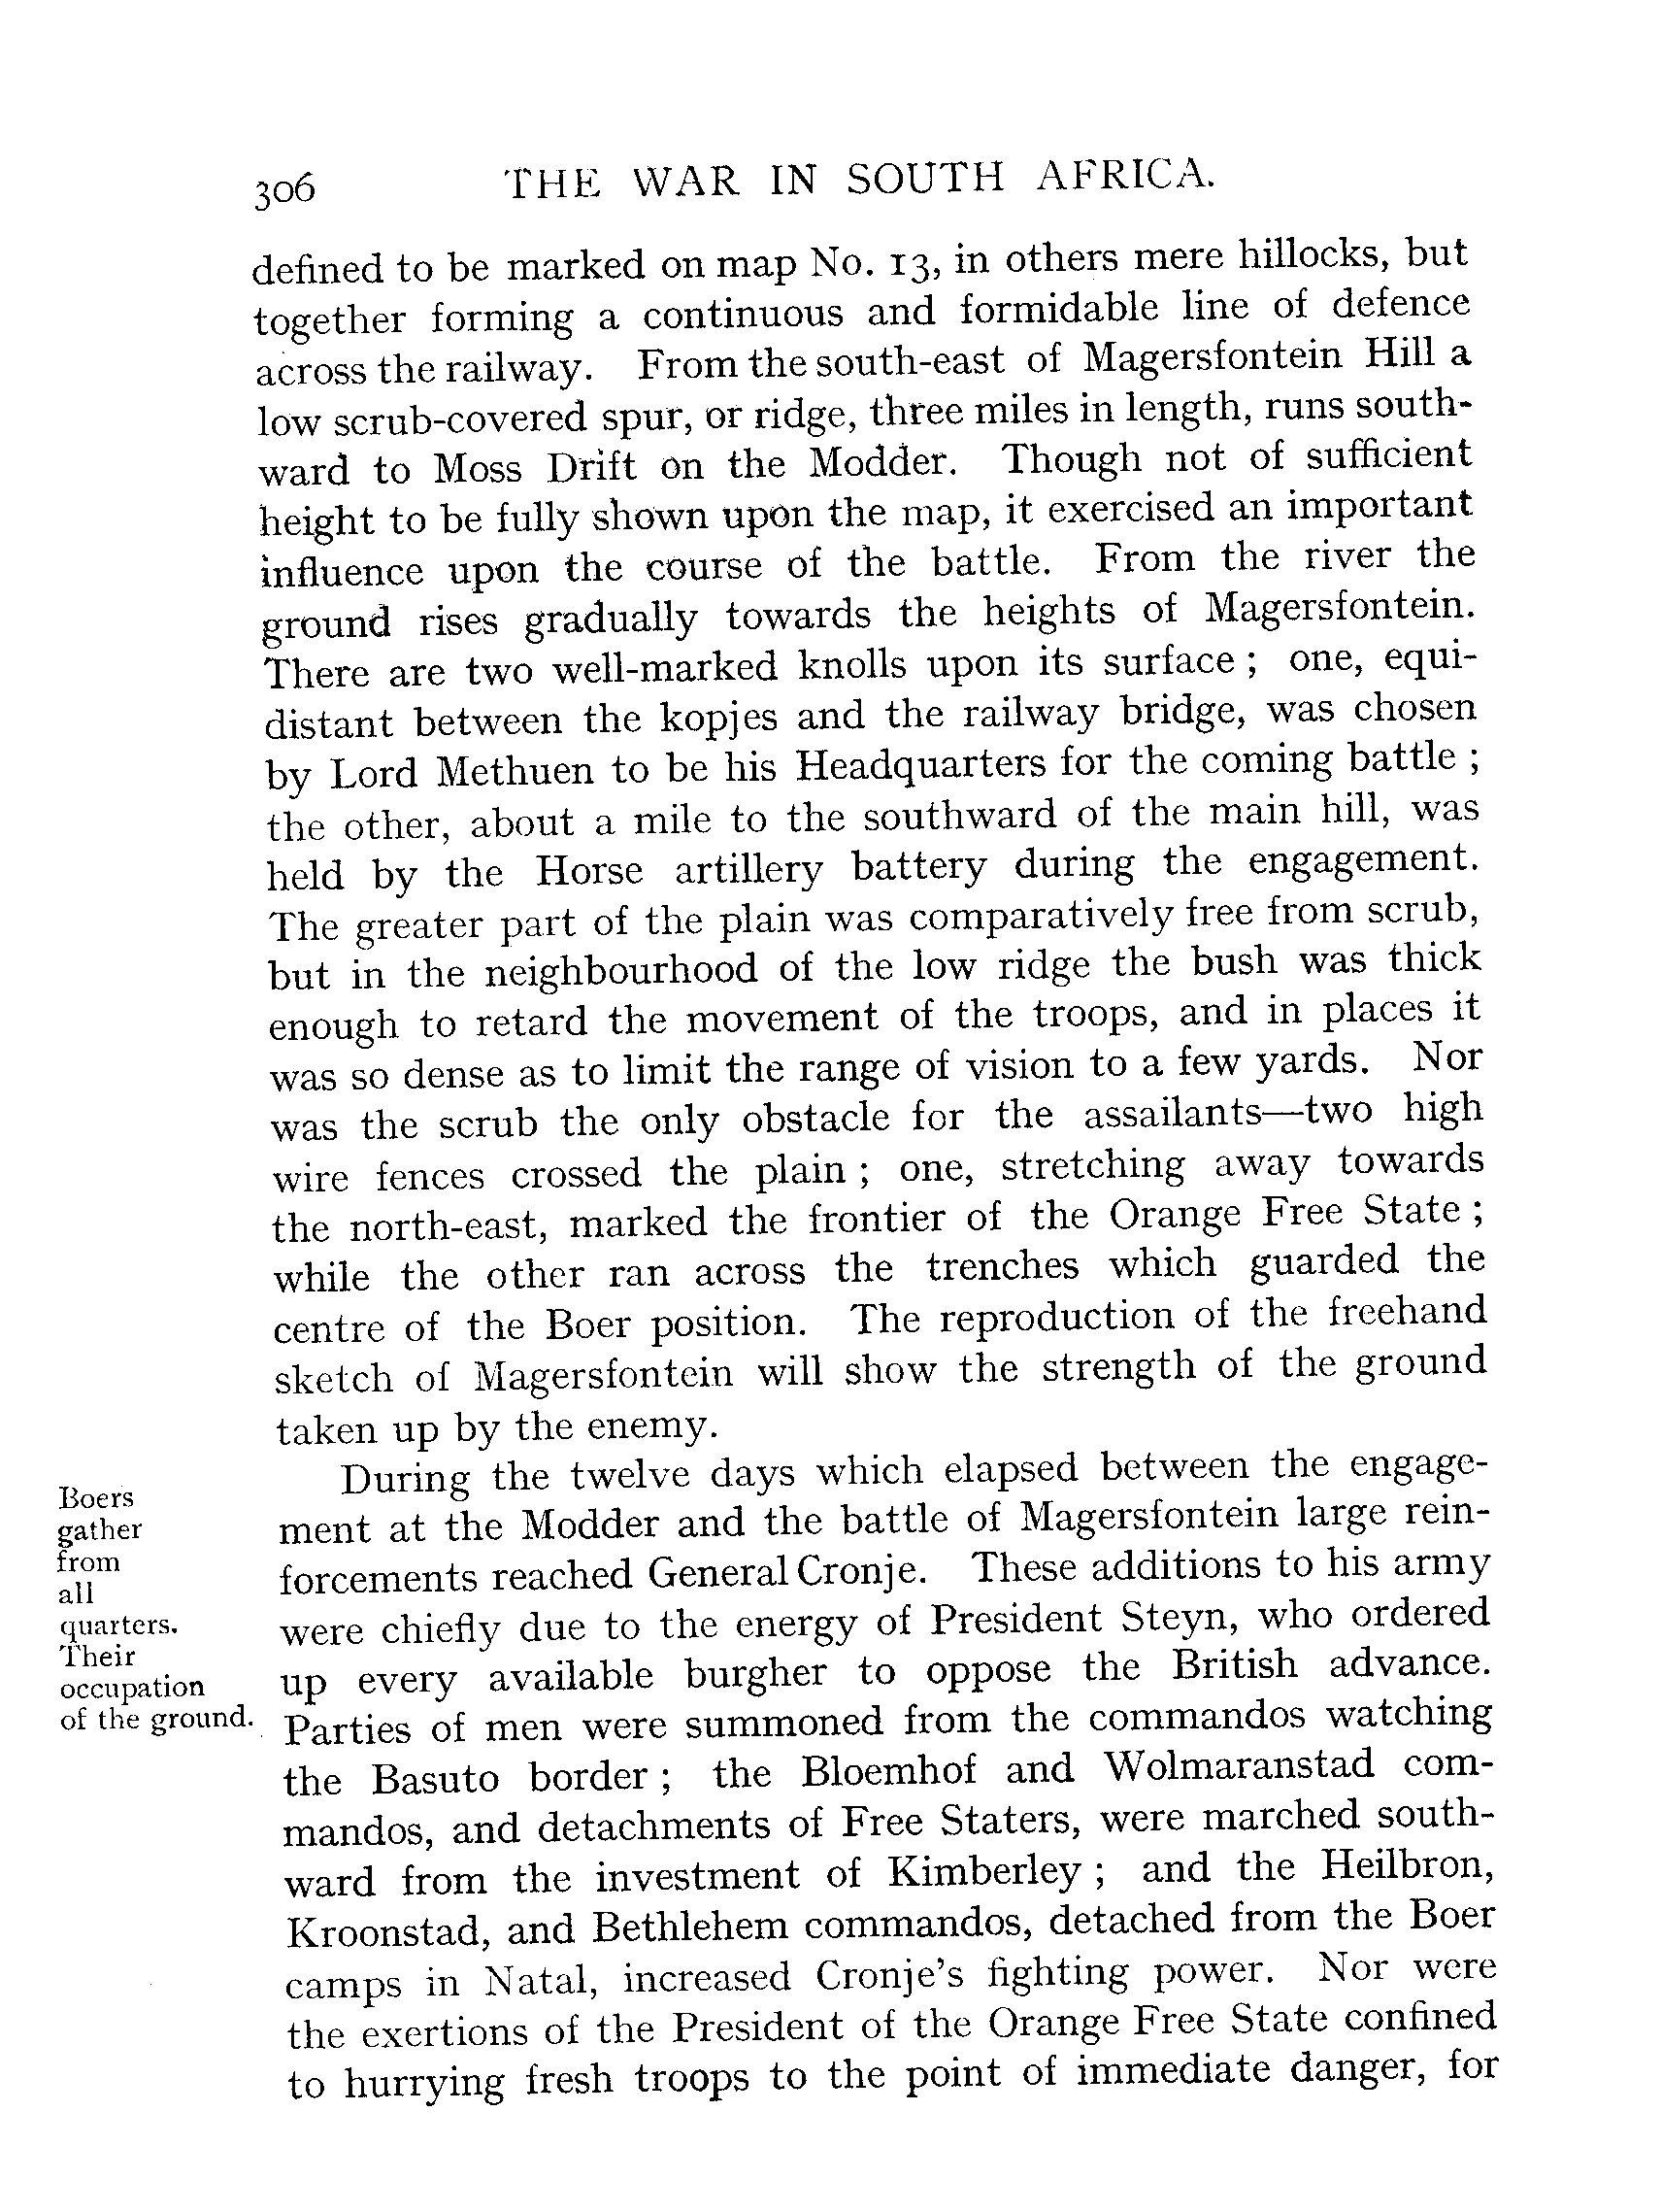 306 THE WAR IN SOUTH AFRICA.
defined to be marked on map No. 13, in others mere hillocks, but
together forming a continuous and formidable line of defence
across the railway. From the south-east of Magersfontein Hill a
low scrub-covered spur, or ridge, three miles in length, runs south-
ward to Moss Drift on the Modder. Though not of sufficient
height to be fully shown upon the map, it exercised an important
influence upon the course of the battle. From the river the
ground rises gradually towards the heights of Magersfontein.
There are two well-marked knolls upon its surface ; one, equi-
distant between the kopjes and the railway bridge, was chosen
by Lord Methuen to be his Headquarters for the coming battle ;
the other, about a mile to the southward of the main hill, was
held by the Horse artillery battery during the engagement.
The greater part of the plain was comparatively free from scrub,
but in the neighbourhood of the low ridge the bush was thick
enough to retard the movement of the troops, and in places it
was so dense as to limit the range of vision to a few yards. Nor
was the scrub the only obstacle for the assailants—two high
wire fences crossed the plain ; one, stretching away towards
the north-east, marked the frontier of the Orange Free State ;
while the other ran across the trenches which guarded the
centre of the Boer position. The reproduction of the freehand
sketch of Magersfontein will show the strength of the ground
taken up by the enemy.
Boers
gather
from
all
quarters.
Their
occupation
of the ground.
During the twelve days which elapsed between the engage-
ment at the Modder and the battle of Magersfontein large rein-
forcements reached General Cronje. These additions to his army
were chiefly due to the energy of President Steyn, who ordered
up every available burgher to oppose the British advance.
Parties of men were summoned from the commandos watching
the Basuto border ; the Bloemhof and Wolmaranstad com-
mandos, and detachments of Free Staters, were marched south-
ward from the investment of Kimberley ; and the Heilbron,
Kroonstad, and Bethlehem commandos, detached from the Boer
camps in Natal, increased Cronje's fighting power. Nor were
the exertions of the President of the Orange Free State confined
to hurrying fresh troops to the point of immediate danger, for